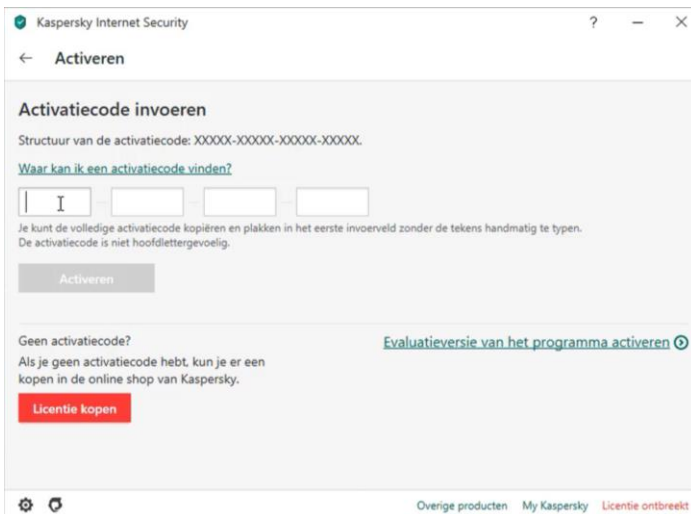 Kaspersky Internet Security
Activeren
Activatiecode invoeren
Structuur van de activatiecode: XXXXX-XXXXX-XXXXX-XXXXX.
Waar kan ik een activatiecode vinden?
Je kunt de volledige activatiecode kopiëren en plakken in het eerste invoerveld zonder de tekens handmatig te typen.
De activatiecode is niet hoofdlettergevoelig.
Activeren
Geen activatiecode?
Evaluatieversie van het programma activeren
Als je geen activatiecode hebt, kun je er een
kopen in de online shop van Kaspersky.
Licentie kopen
Overige producten My Kaspersky Licentie ontbreekt